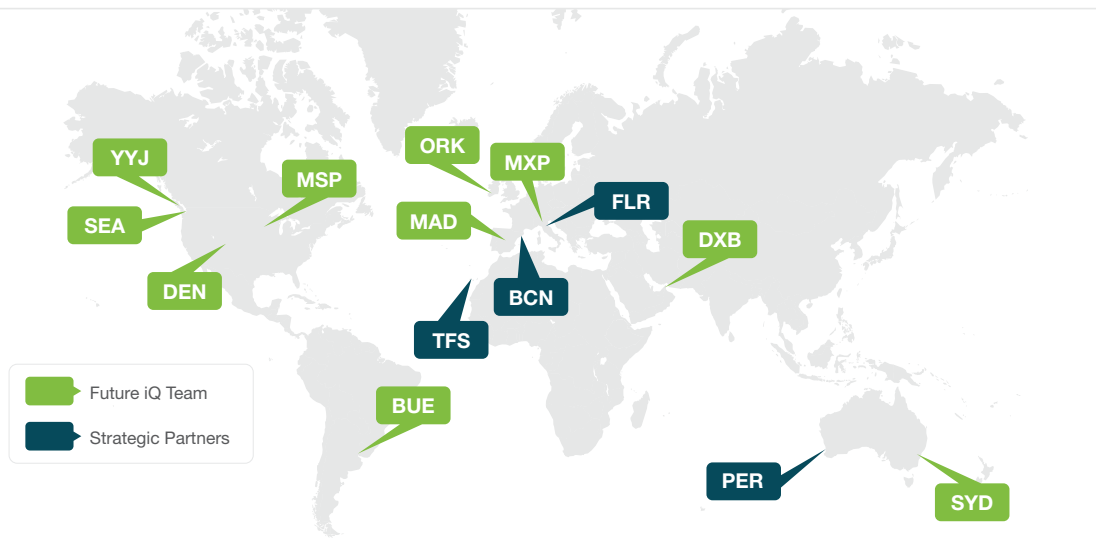 ORK
YYJ
MXP
MSP
FLR
MAD
SEA
DXB
DEN
BCN
TFS
Future iQ Team
BUE
Strategic Partners
PER
SYD